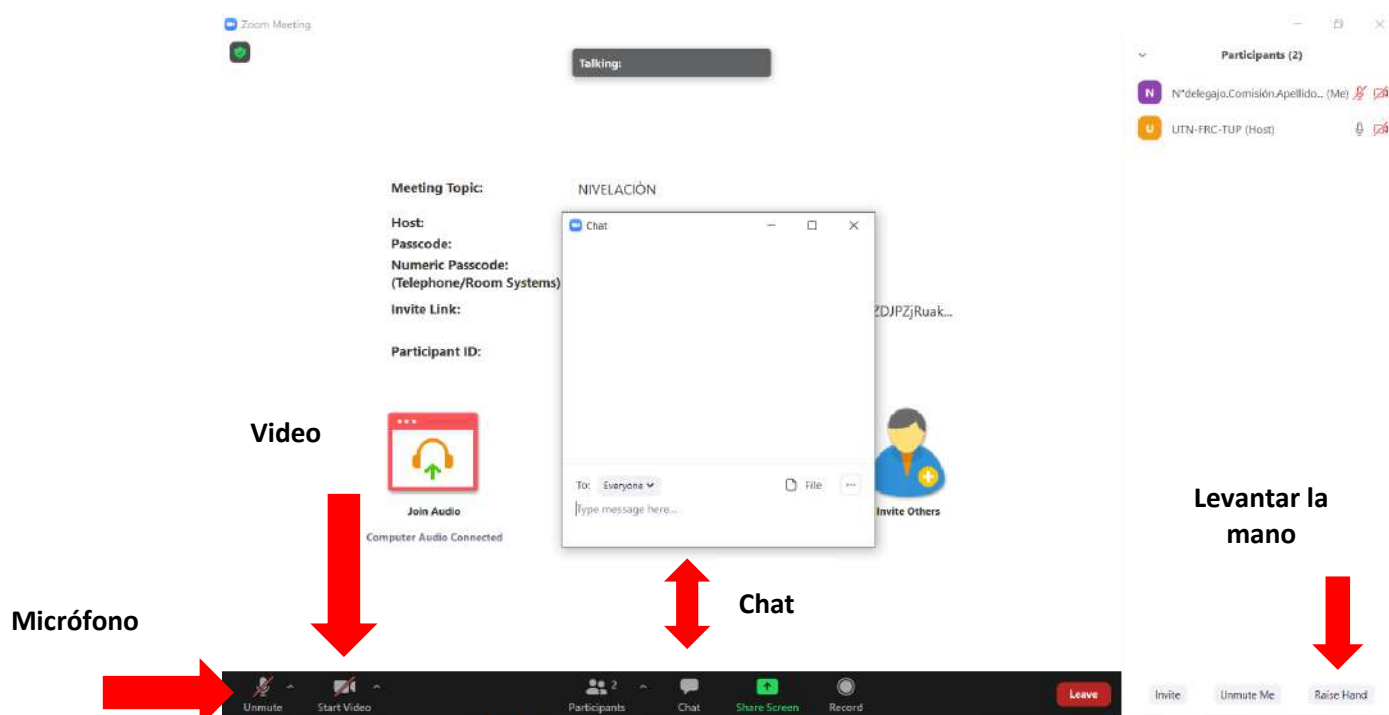 Zoom Meeting
Talking:
Participants (2)
N N°delegajo.Comisión.Apellido... (Me)
U UTN-FRC-TUP (Host)
Meeting Topic: NIVELACIÓN
Host:
Passcode:
Numeric Passcode:
(Telephone/Room Systems)
Invite Link: ZDJPZjRuak...
Participant ID:
Chat
To: Everyone
File
Type message here...
Video
Join Audio
Computer Audio Connected
Invite Others
Levantar la
mano
Chat
Micrófono
Unmute
Start Video
2
Participants
Chat
Share Screen
Record
Leave
Invite
Unmute Me
Raise Hand